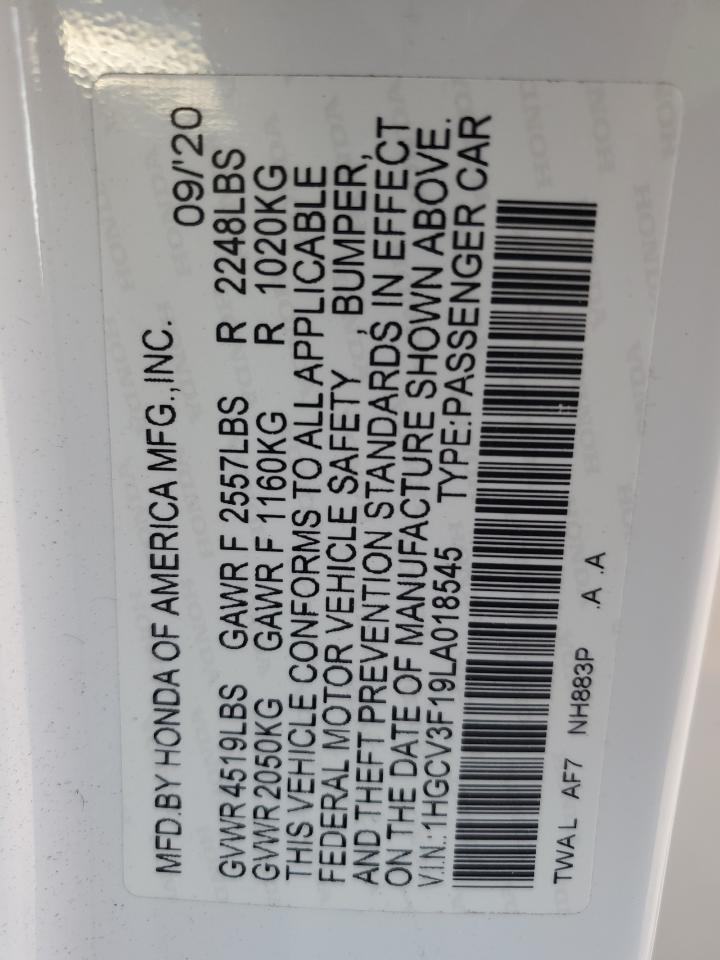 MFD.BY HONDA OF AMERICA MFG.,INC. 09/'20
GVWR 4519LBS GAWR F 2557LBS R 2248LBS
GVWR 2050KG GAWR F 1160KG R 1020KG
THIS VEHICLE CONFORMS TO ALL APPLICABLE
FEDERAL MOTOR VEHICLE SAFETY, BUMPER,
AND THEFT PREVENTION STANDARDS, IN EFFECT
ON THE DATE OF MANUFACTURE SHOWN ABOVE.
V.I.N.:1HGCV3F19LA018545 TYPE:PASSENGER CAR
TWAL AF7 NH883P .A .A